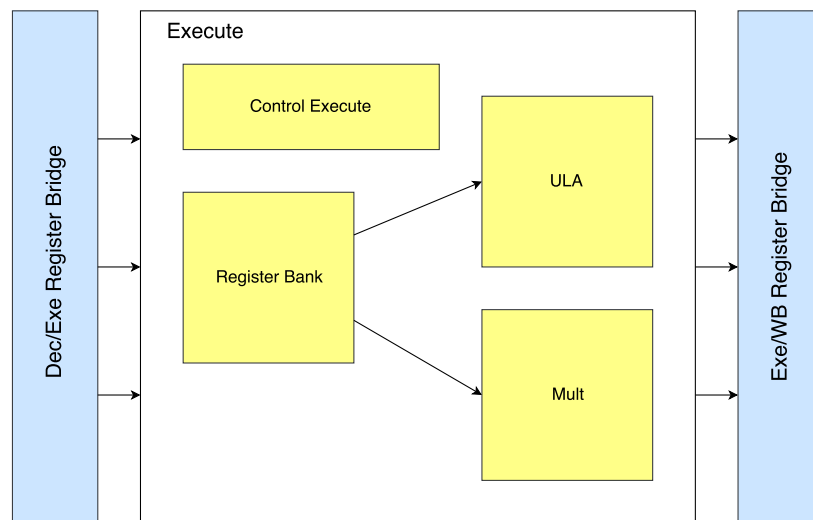 Execute
Control Execute
ULA
Register Bank
Mult
Dec/Exe Register Bridge
Exe/WB Register Bridge